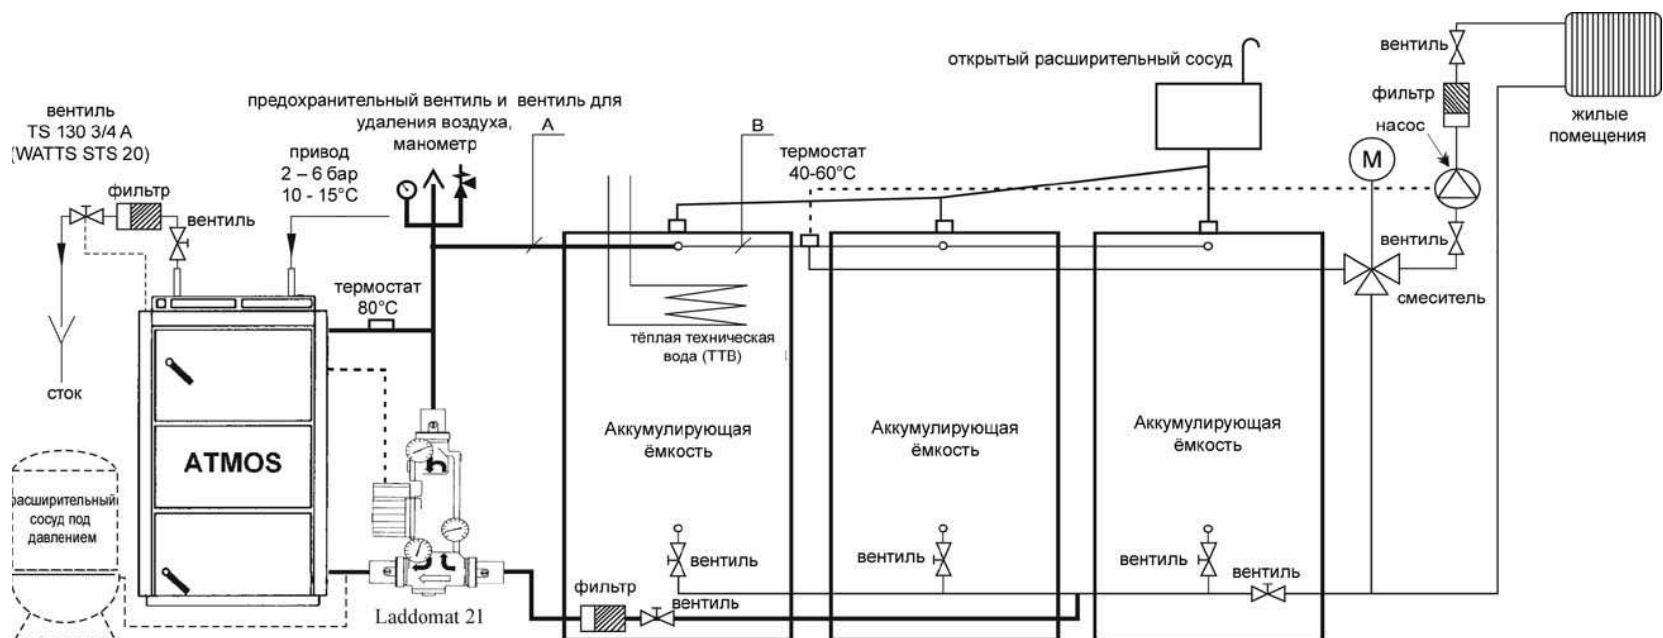 вентиль
TS 130 3/4 A
(WATTS STS 20)
фильтр
вентиль
сток
привод
2 – 6 бар
10 - 15°C
предохранительный вентиль и вентиль для
удаления воздуха,
манометр
A
B
термостат
80°C
термостат
40-60°C
открытый расширительный сосуд
вентиль
фильтр
насос
M
вентиль
смеситель
жилые
помещения
тёплая техническая
вода (ТТВ)
ATMOS
расширительный
сосуд под
давлением
Laddomat 21
Аккумулирующая
ёмкость
Аккумулирующая
ёмкость
Аккумулирующая
ёмкость
вентиль
вентиль
вентиль
вентиль
фильтр
вентиль